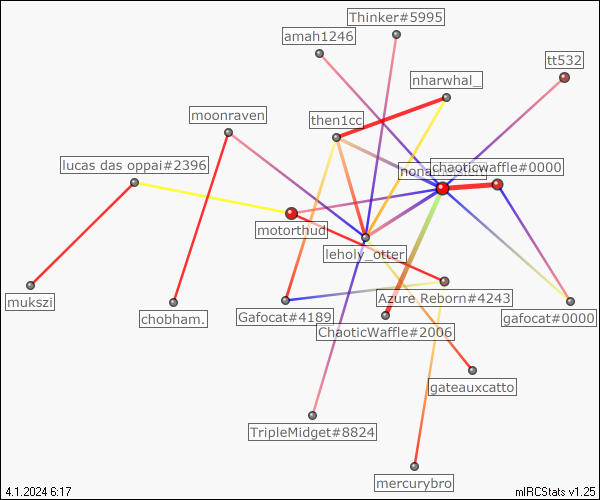 Thinker#5995
amah1246
tt532
nharwhal_
moonraven
then1cc
lucas das oppai#2396
chaoticwaffle#0000
motorthud
leholy_otter
mukszi
chobham.
Azure Reborn#4243
Gafocat#4189
gafocat#0000
ChaoticWaffle#2006
gateauxcatto
TripleMidget#8824
mercurybro
4.1.2024 6:17
mIRCStats v1.25